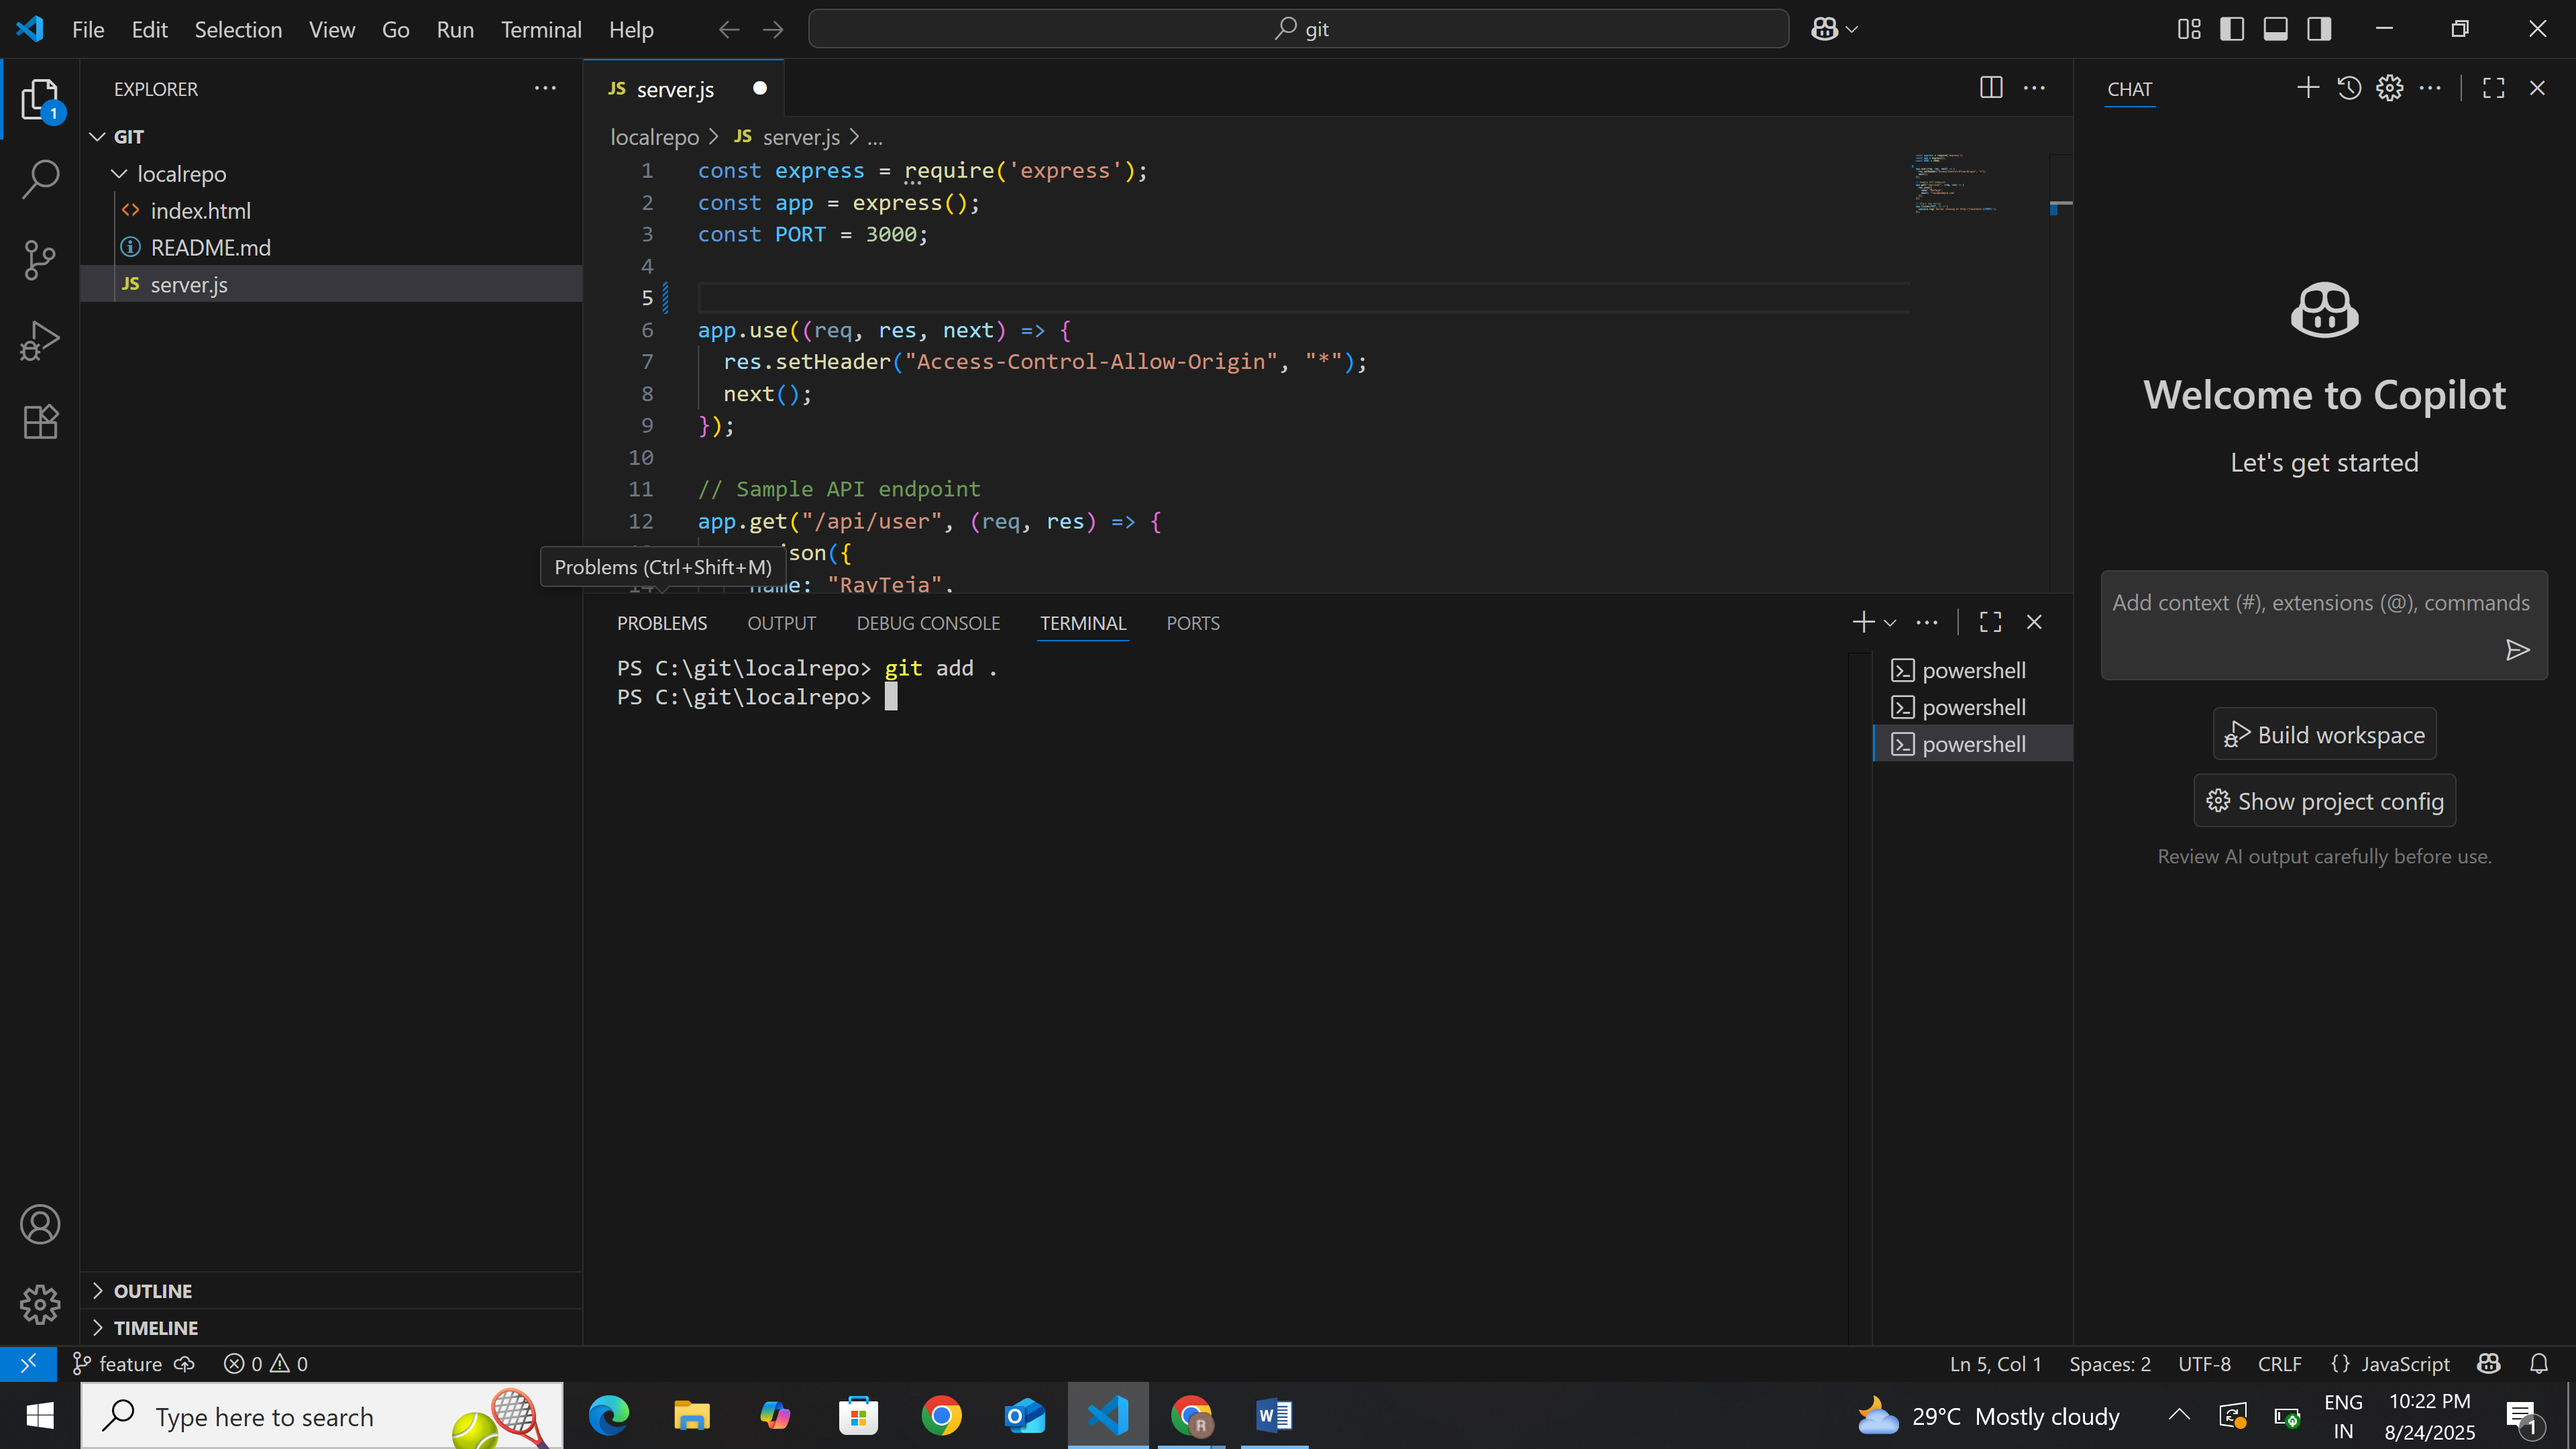 File Edit Selection View Go Run Terminal Help
git
EXPLORER
1
GIT
localrepo
index.html
README.md
JS server.js
JS server.js
localrepo > JS server.js > ...
1 const express = require('express');
2 const app = express();
3 const PORT = 3000;
4
5
6 app.use((req, res, next) => {
7 res.setHeader("Access-Control-Allow-Origin", "*");
8 next();
9 });
10
11 // Sample API endpoint
12 app.get("/api/user", (req, res) => {
son({
name: "RavTeja",
Problems (Ctrl+Shift+M)
PROBLEMS OUTPUT DEBUG CONSOLE TERMINAL PORTS
PS C:\git\localrepo> git add .
PS C:\git\localrepo>
powershell
powershell
powershell
CHAT
Welcome to Copilot
Let's get started
Add context (#), extensions (@), commands
Build workspace
Show project config
Review AI output carefully before use.
OUTLINE
TIMELINE
feature 0 0
Ln 5, Col 1 Spaces: 2 UTF-8 CRLF {} JavaScript
Type here to search
R
29°C Mostly cloudy
ENG
IN
10:22 PM
8/24/2025
1